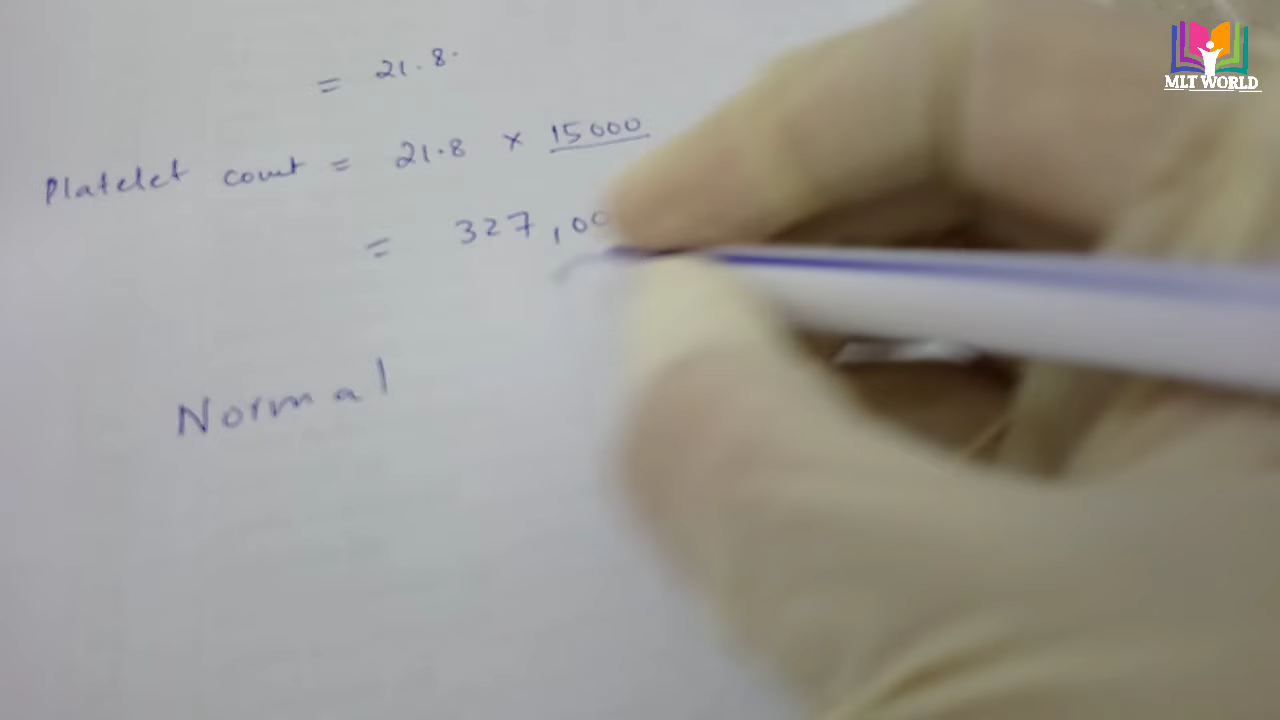 MLT WORLD
= 21.8.
Platelet count = 21.8 × 15000
= 327,00
Normal